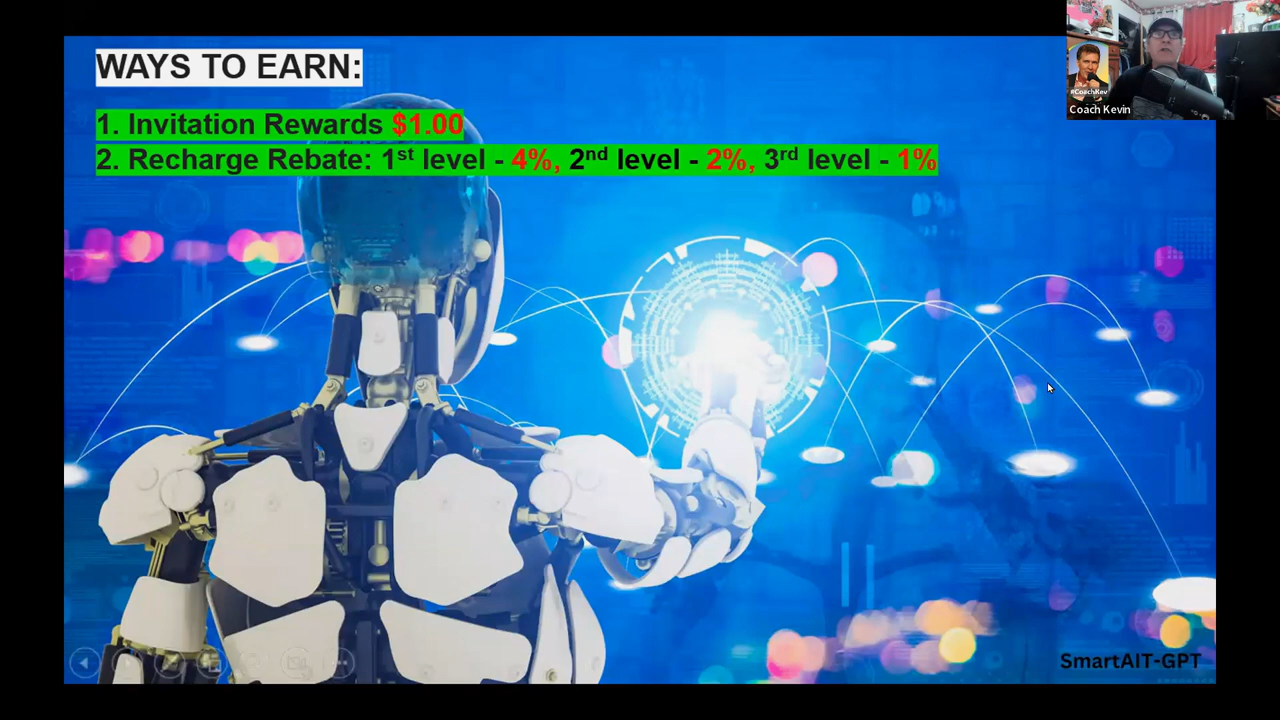 WAYS TO EARN:
1. Invitation Rewards $1.00
2. Recharge Rebate: 1st level - 4%, 2nd level - 2%, 3rd level - 1%
#CoachKev
Coach Kevin
SmartAIT-GPT